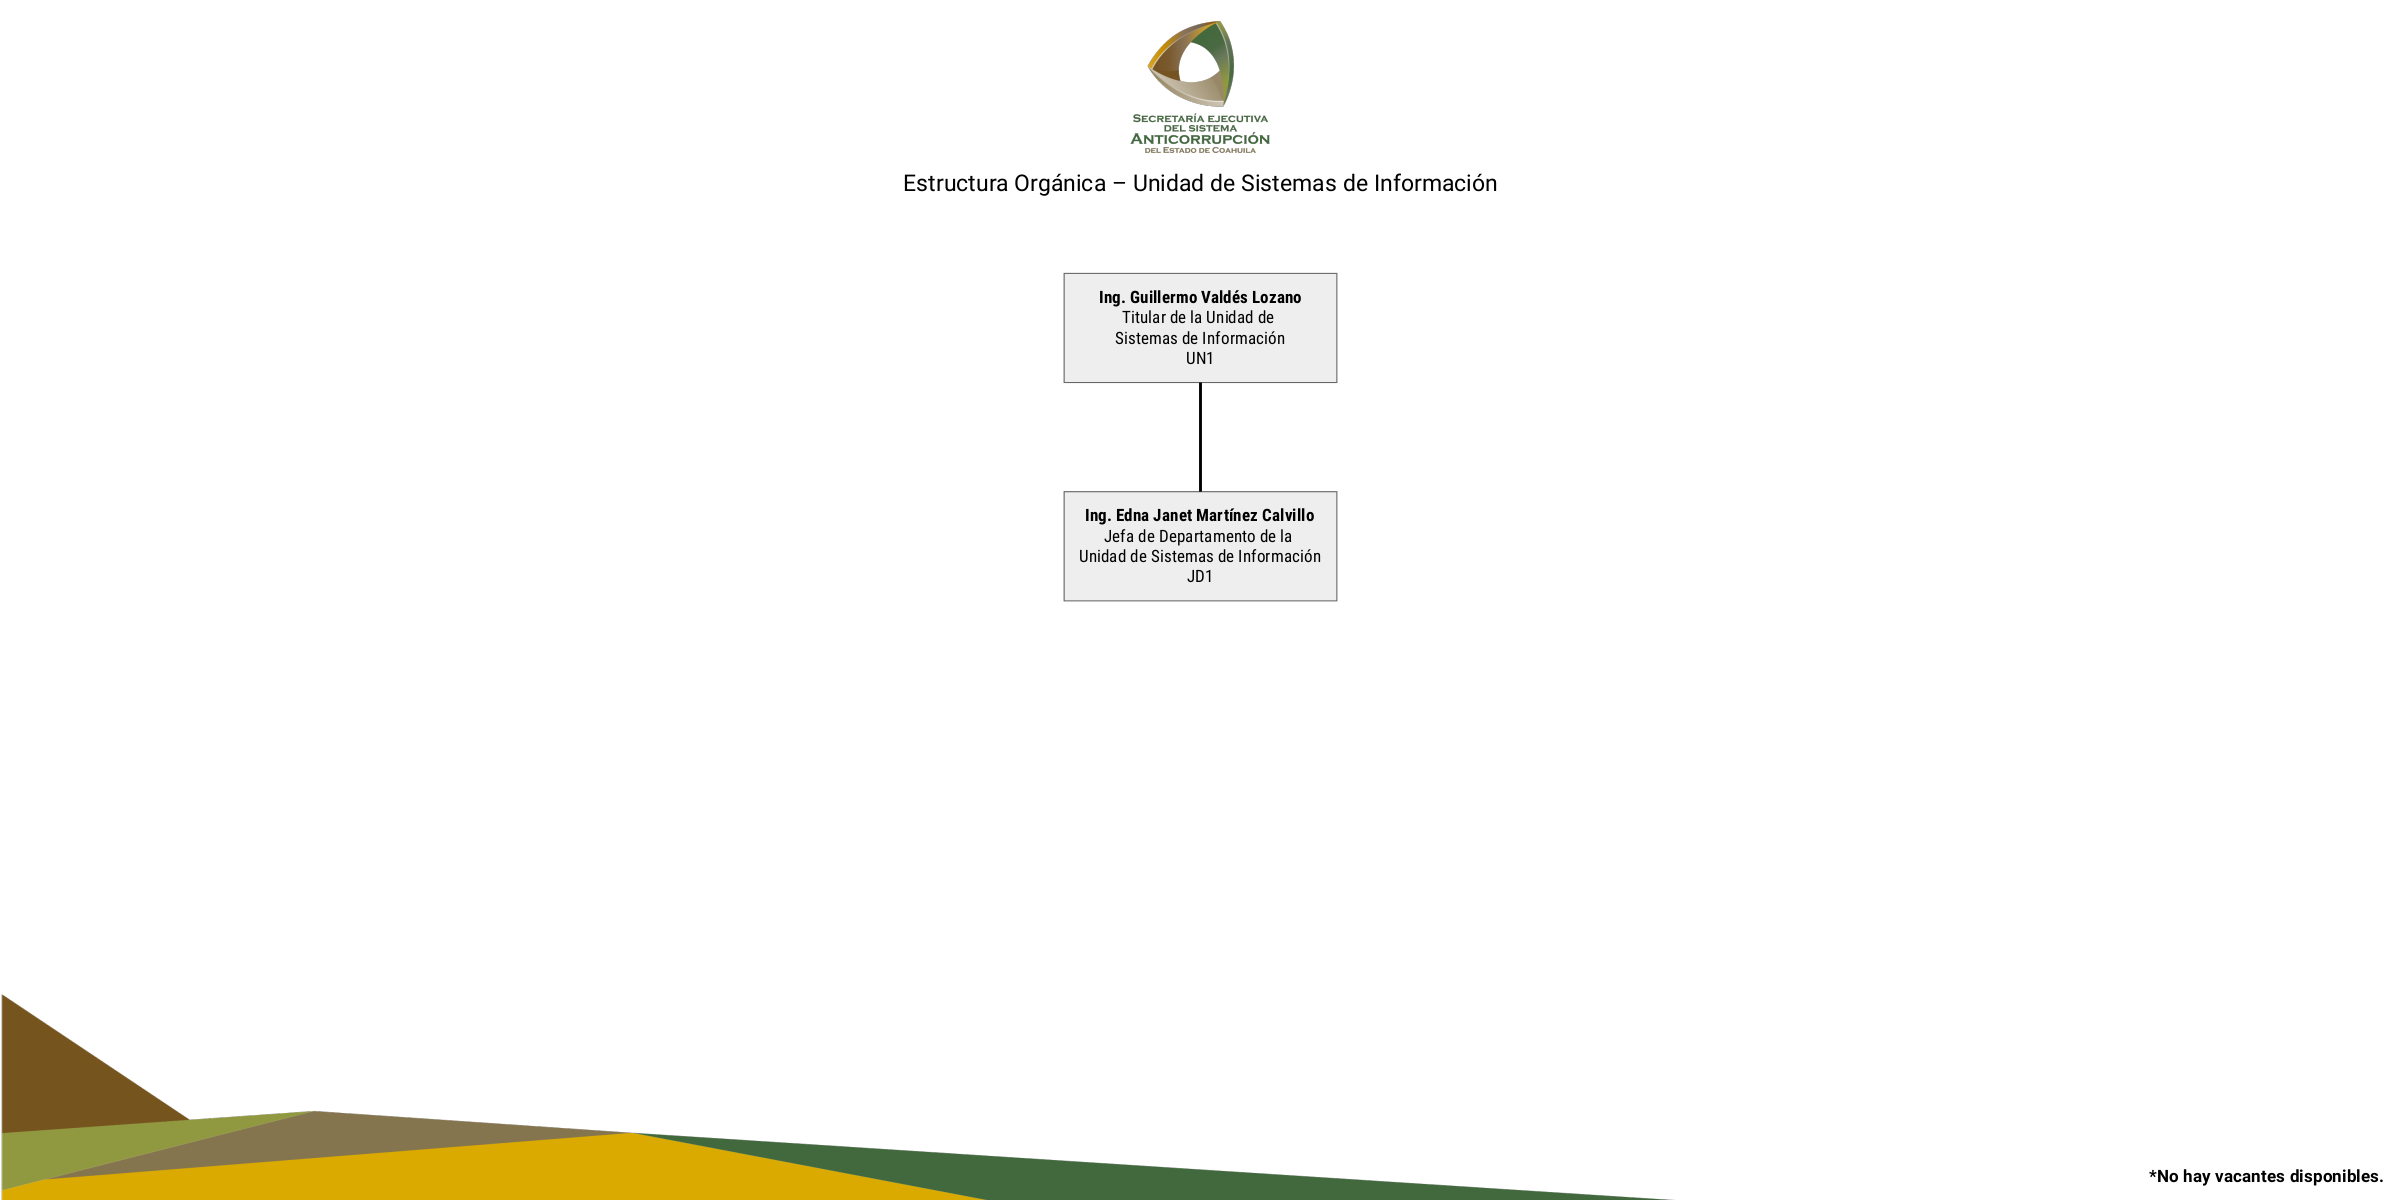 SECRETARÍA EJECUTIVA
DEL SISTEMA
ANTICORRUPCIÓN
DEL ESTADO DE COAHUILA
Estructura Orgánica – Unidad de Sistemas de Información
Ing. Guillermo Valdés Lozano
Titular de la Unidad de
Sistemas de Información
UN1
Ing. Edna Janet Martínez Calvillo
Jefa de Departamento de la
Unidad de Sistemas de Información
JD1
*No hay vacantes disponibles.